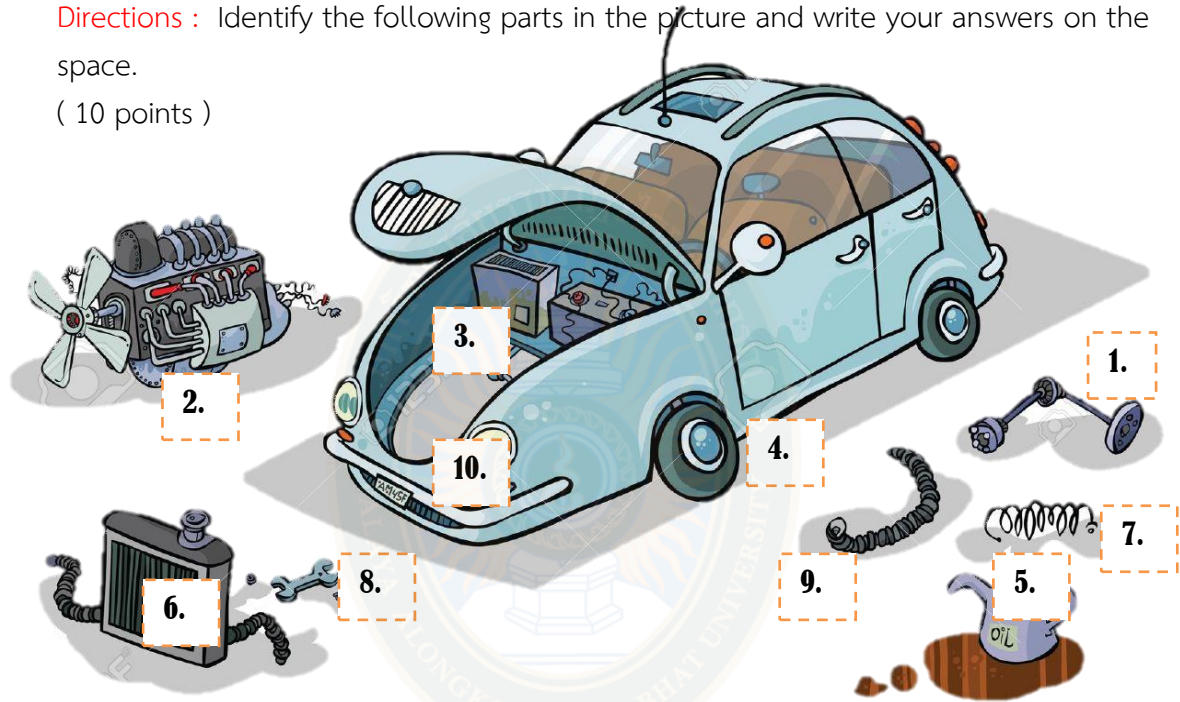 Directions : Identify the following parts in the picture and write your answers on the
space.
( 10 points )
1.
2.
3.
4.
10.
7.
9.
8.
5.
6.
OiL